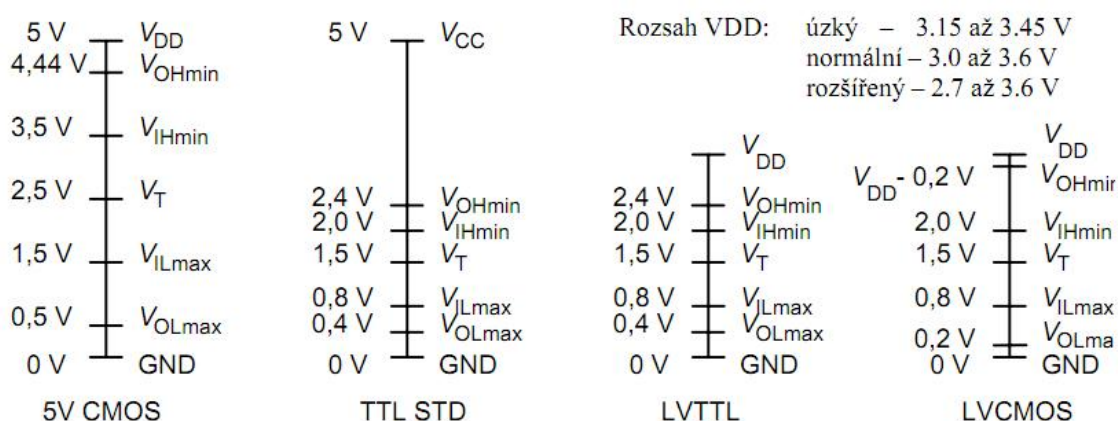 Rozsah VDD: úzký – 3.15 až 3.45 V
normální – 3.0 až 3.6 V
rozšířený – 2.7 až 3.6 V
5 V VDD
4,44 V VOHmin
3,5 V VIHmin
2,5 V VT
1,5 V VILmax
0,5 V VOLmax
0 V GND
5V CMOS
5 V VCC
2,4 V VOHmin
2,0 V VIHmin
1,5 V VT
0,8 V VILmax
0,4 V VOLmax
0 V GND
TTL STD
VDD
2,4 V VOHmin
2,0 V VIHmin
1,5 V VT
0,8 V VILmax
0,4 V VOLmax
0 V GND
LVTTL
VDD
VDD - 0,2 V VOHmin
2,0 V VIHmin
1,5 V VT
0,8 V VILmax
0,2 V VOLma
0 V GND
LVCMOS